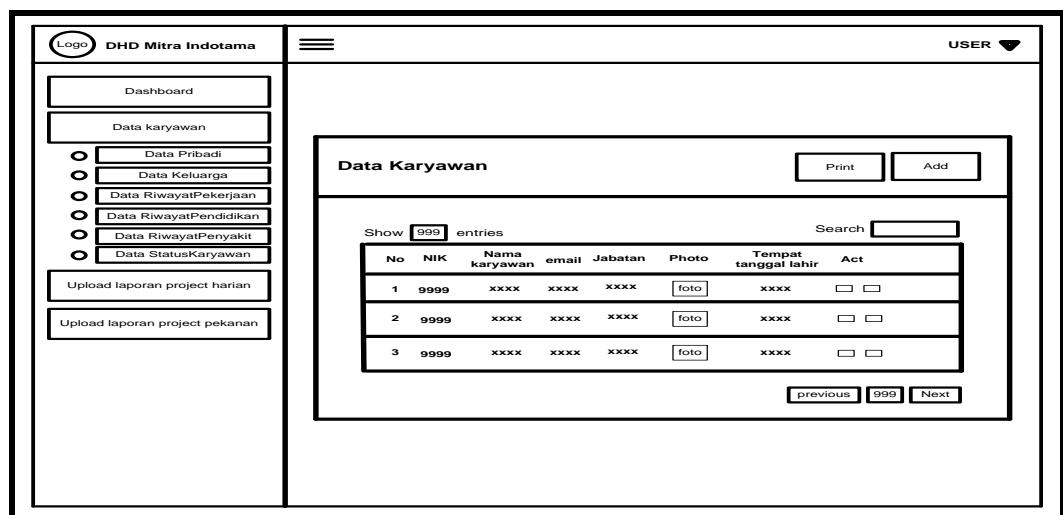 Logo DHD Mitra Indotama
USER
Dashboard
Data karyawan
Data Pribadi
Data Keluarga
Data RiwayatPekerjaan
Data RiwayatPendidikan
Data RiwayatPenyakit
Data StatusKaryawan
Upload laporan project harian
Upload laporan project pekanan
Data Karyawan
Print Add
Show 999 entries
Search
No NIK Nama karyawan email Jabatan Photo Tempat tanggal lahir Act
1 9999 xxxx xxxx xxxx foto xxxx
2 9999 xxxx xxxx xxxx foto xxxx
3 9999 xxxx xxxx xxxx foto xxxx
previous 999 Next